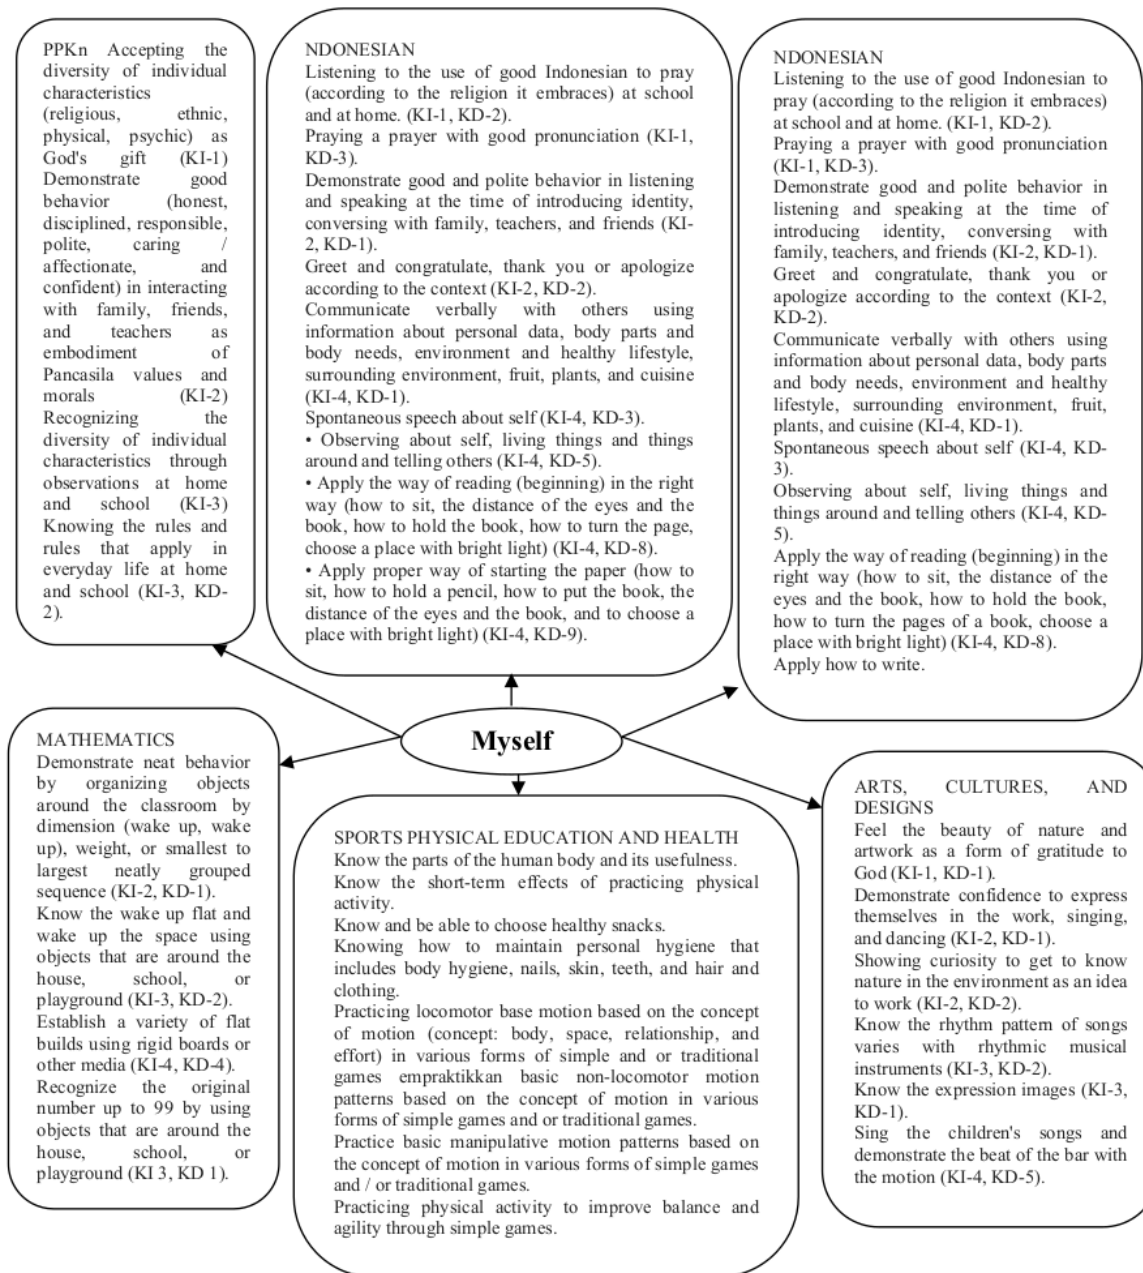 PPKn Accepting the
diversity of individual
characteristics
(religious, ethnic,
physical, psychic) as
God's gift (KI-1)
Demonstrate good
behavior (honest,
disciplined, responsible,
polite, caring /
affectionate, and
confident) in interacting
with family, friends,
and teachers as
embodiment of
Pancasila values and
morals (KI-2)
Recognizing the
diversity of individual
characteristics through
observations at home
and school (KI-3)
Knowing the rules and
rules that apply in
everyday life at home
and school (KI-3, KD-
2).
NDONESIAN
Listening to the use of good Indonesian to pray
(according to the religion it embraces) at school
and at home. (KI-1, KD-2).
Praying a prayer with good pronunciation (KI-1,
KD-3).
Demonstrate good and polite behavior in listening
and speaking at the time of introducing identity,
conversing with family, teachers, and friends (KI-
2, KD-1).
Greet and congratulate, thank you or apologize
according to the context (KI-2, KD-2).
Communicate verbally with others using
information about personal data, body parts and
body needs, environment and healthy lifestyle,
surrounding environment, fruit, plants, and cuisine
(KI-4, KD-1).
Spontaneous speech about self (KI-4, KD-3).
• Observing about self, living things and things
around and telling others (KI-4, KD-5).
• Apply the way of reading (beginning) in the right
way (how to sit, the distance of the eyes and the
book, how to hold the book, how to turn the page,
choose a place with bright light) (KI-4, KD-8).
• Apply proper way of starting the paper (how to
sit, how to hold a pencil, how to put the book, the
distance of the eyes and the book, and to choose
a place with bright light) (KI-4, KD-9).
NDONESIAN
Listening to the use of good Indonesian to
pray (according to the religion it embraces)
at school and at home. (KI-1, KD-2).
Praying a prayer with good pronunciation
(KI-1, KD-3).
Demonstrate good and polite behavior in
listening and speaking at the time of
introducing identity, conversing with
family, teachers, and friends (KI-2, KD-1).
Greet and congratulate, thank you or
apologize according to the context (KI-2,
KD-2).
Communicate verbally with others using
information about personal data, body parts
and body needs, environment and healthy
lifestyle, surrounding environment, fruit,
plants, and cuisine (KI-4, KD-1).
Spontaneous speech about self (KI-4, KD-
3).
Observing about self, living things and
things around and telling others (KI-4, KD-
5).
Apply the way of reading (beginning) in the
right way (how to sit, the distance of the
eyes and the book, how to hold the book,
how to turn the pages of a book, choose a
place with bright light) (KI-4, KD-8).
Apply how to write.
Myself
MATHEMATICS
Demonstrate neat behavior
by organizing objects
around the classroom by
dimension (wake up, wake
up), weight, or smallest to
largest neatly grouped
sequence (KI-2, KD-1).
Know the wake up flat and
wake up the space using
objects that are around the
house, school, or
playground (KI-3, KD-2).
Establish a variety of flat
builds using rigid boards or
other media (KI-4, KD-4).
Recognize the original
number up to 99 by using
objects that are around the
house, school, or
playground (KI 3, KD 1).
SPORTS PHYSICAL EDUCATION AND HEALTH
Know the parts of the human body and its usefulness.
Know the short-term effects of practicing physical
activity.
Know and be able to choose healthy snacks.
Knowing how to maintain personal hygiene that
includes body hygiene, nails, skin, teeth, and hair and
clothing.
Practicing locomotor base motion based on the concept
of motion (concept: body, space, relationship, and
effort) in various forms of simple and or traditional
games empraktikkan basic non-locomotor motion
patterns based on the concept of motion in various
forms of simple games and or traditional games.
Practice basic manipulative motion patterns based on
the concept of motion in various forms of simple games
and / or traditional games.
Practicing physical activity to improve balance and
agility through simple games.
ARTS, CULTURES, AND
DESIGNS
Feel the beauty of nature and
artwork as a form of gratitude to
God (KI-1, KD-1).
Demonstrate confidence to express
themselves in the work, singing,
and dancing (KI-2, KD-1).
Showing curiosity to get to know
nature in the environment as an idea
to work (KI-2, KD-2).
Know the rhythm pattern of songs
varies with rhythmic musical
instruments (KI-3, KD-2).
Know the expression images (KI-3,
KD-1).
Sing the children's songs and
demonstrate the beat of the bar with
the motion (KI-4, KD-5).